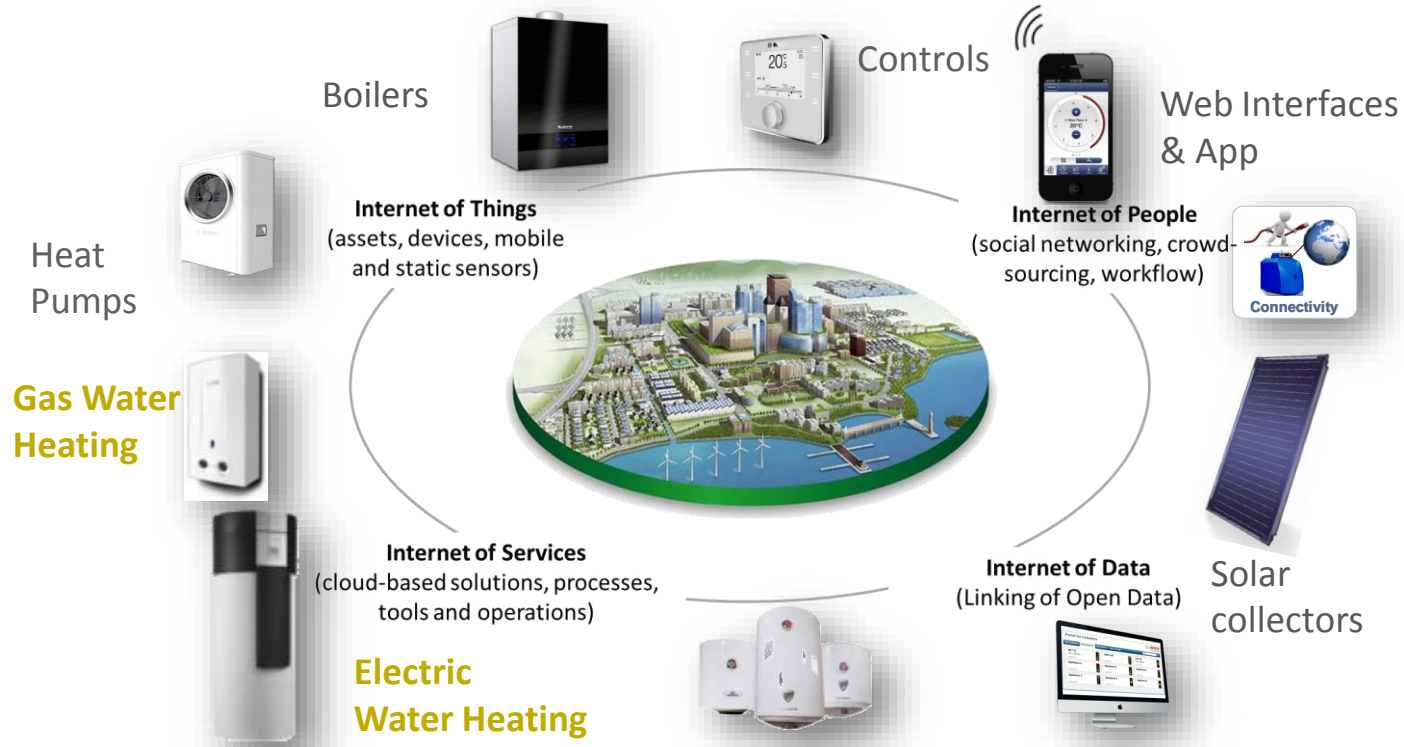 Boilers
Controls
Web Interfaces
& App
20°C
20°C
Heat
Pumps
Internet of Things
(assets, devices, mobile
and static sensors)
Internet of People
(social networking, crowd-
sourcing, workflow)
Connectivity
Gas Water
Heating
Internet of Services
(cloud-based solutions, processes,
tools and operations)
Internet of Data
(Linking of Open Data)
Solar
collectors
Electric
Water Heating